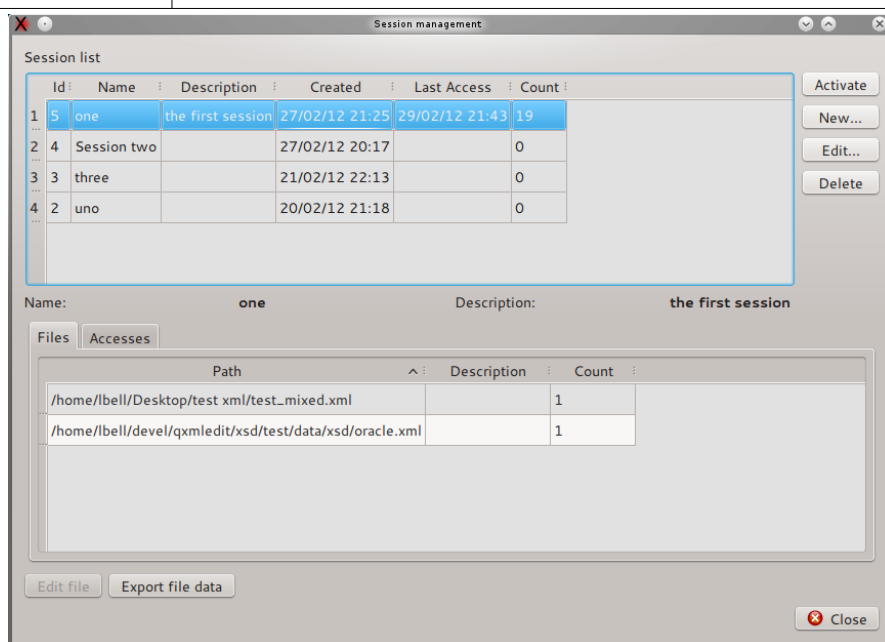 Session management
Session list
Id Name Description Created Last Access Count
Activate
1 5 one the first session 27/02/12 21:25 29/02/12 21:43 19
New...
2 4 Session two 27/02/12 20:17 0
Edit...
3 3 three 21/02/12 22:13 0
Delete
4 2 uno 20/02/12 21:18 0
Name: one Description: the first session
Files Accesses
Path Description Count
/home/lbell/Desktop/test xml/test_mixed.xml 1
/home/lbell/devel/qxmledit/xsd/test/data/xsd/oracle.xml 1
Edit file Export file data
Close